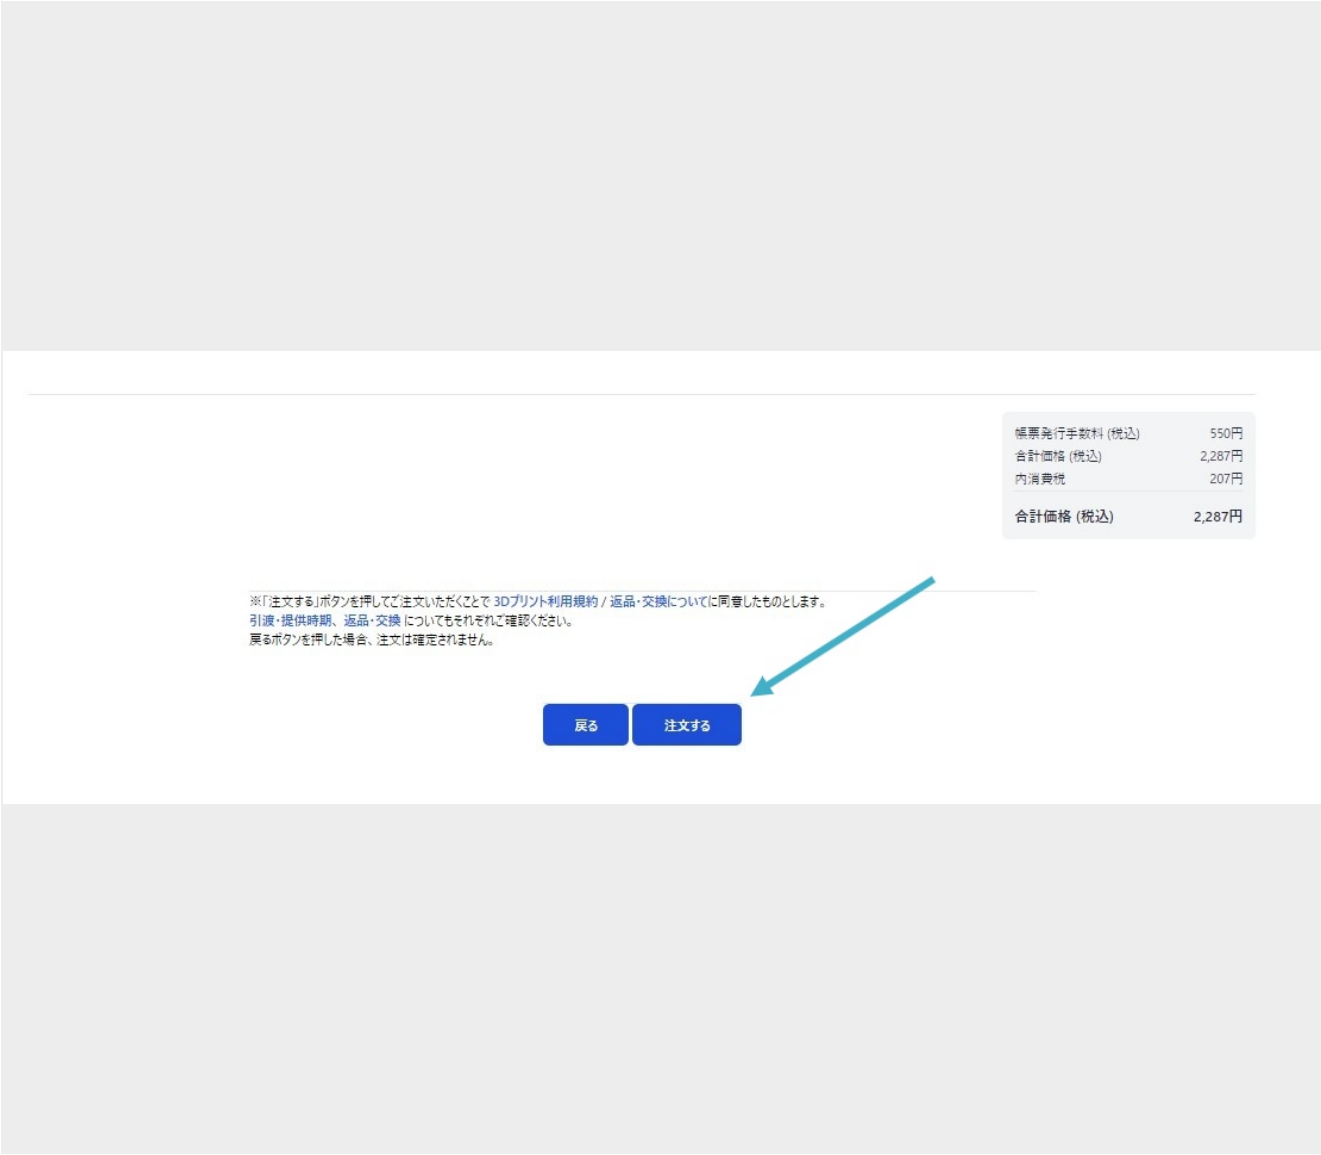 帳票発行手数料 (税込) 550円
合計価格 (税込) 2,287円
内消費税 207円
合計価格 (税込) 2,287円
※「注文する」ボタンを押してご注文いただくことで 3Dプリント利用規約 / 返品・交換についてに同意したものとします。
引渡・提供時期、返品・交換 についてもそれぞれご確認ください。
戻るボタンを押した場合、注文は確定されません。
戻る 注文する